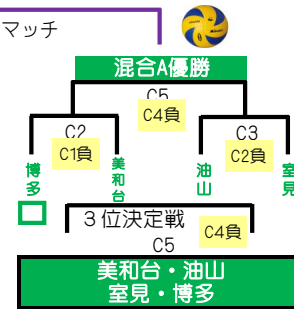 マッチ
混合A優勝
C5
C4負
C2
C3
C1負
C2負
博多
美和台
油山
室見
3位決定戦
C5
C4負
美和台・油山
室見・博多